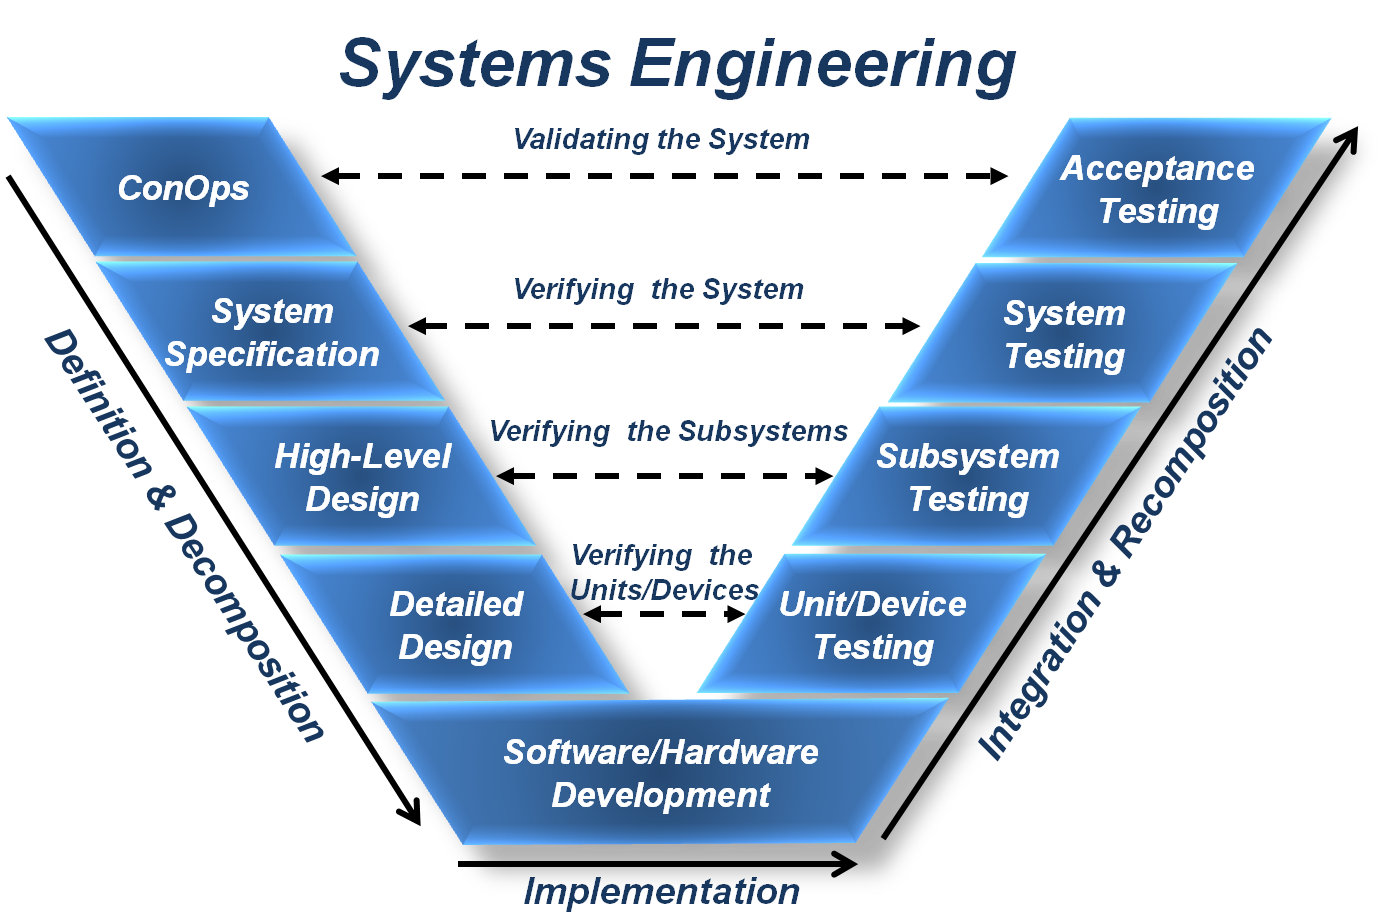 Systems Engineering
Validating the System
ConOps
Acceptance
Testing
Verifying the System
System
Specification
System
Testing
Verifying the Subsystems
High-Level
Design
Subsystem
Testing
Verifying the
Units/Devices
Detailed
Design
Unit/Device
Testing
Software/Hardware
Development
Definition & Decomposition
Implementation
Integration & Recomposition